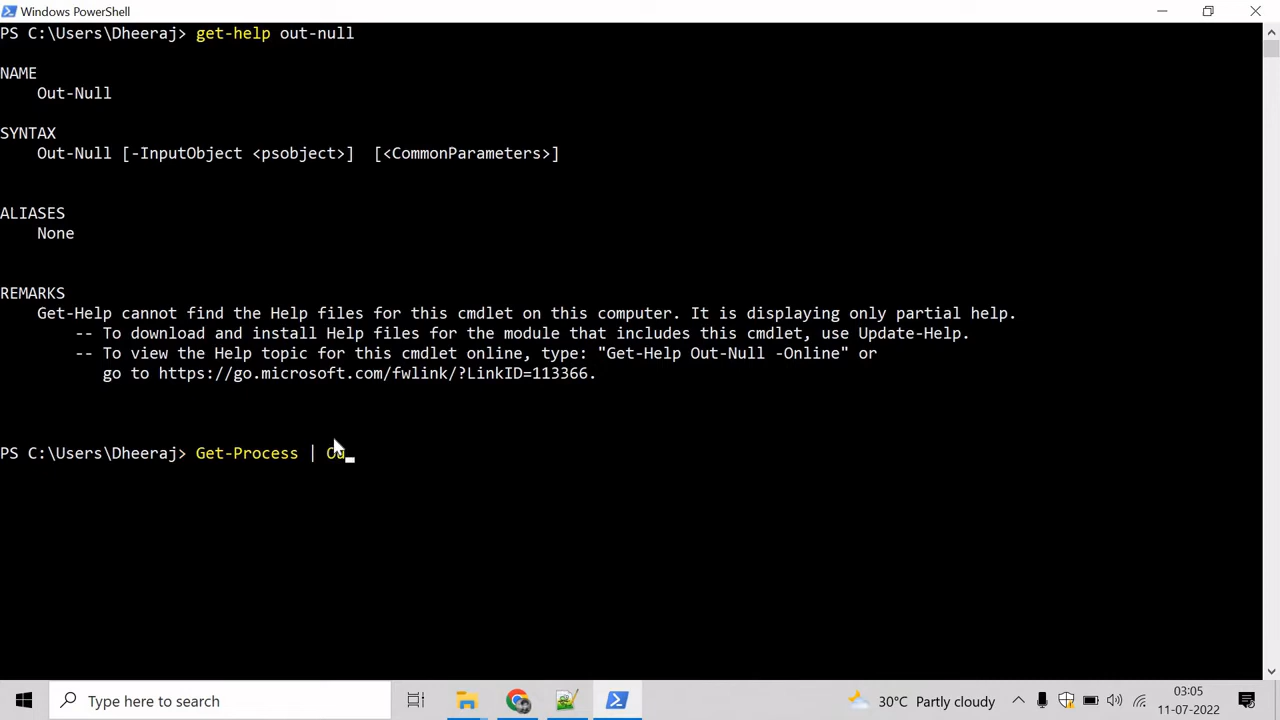 Windows PowerShell
PS C:\Users\Dheeraj> get-help out-null
NAME
Out-Null
SYNTAX
Out-Null [-InputObject <psobject>]  [<CommonParameters>]
ALIASES
None
REMARKS
Get-Help cannot find the Help files for this cmdlet on this computer. It is displaying only partial help.
-- To download and install Help files for the module that includes this cmdlet, use Update-Help.
-- To view the Help topic for this cmdlet online, type: "Get-Help Out-Null -Online" or
go to https://go.microsoft.com/fwlink/?LinkID=113366.
PS C:\Users\Dheeraj> Get-Process | Ou
Type here to search
30°C Partly cloudy
03:05
11-07-2022